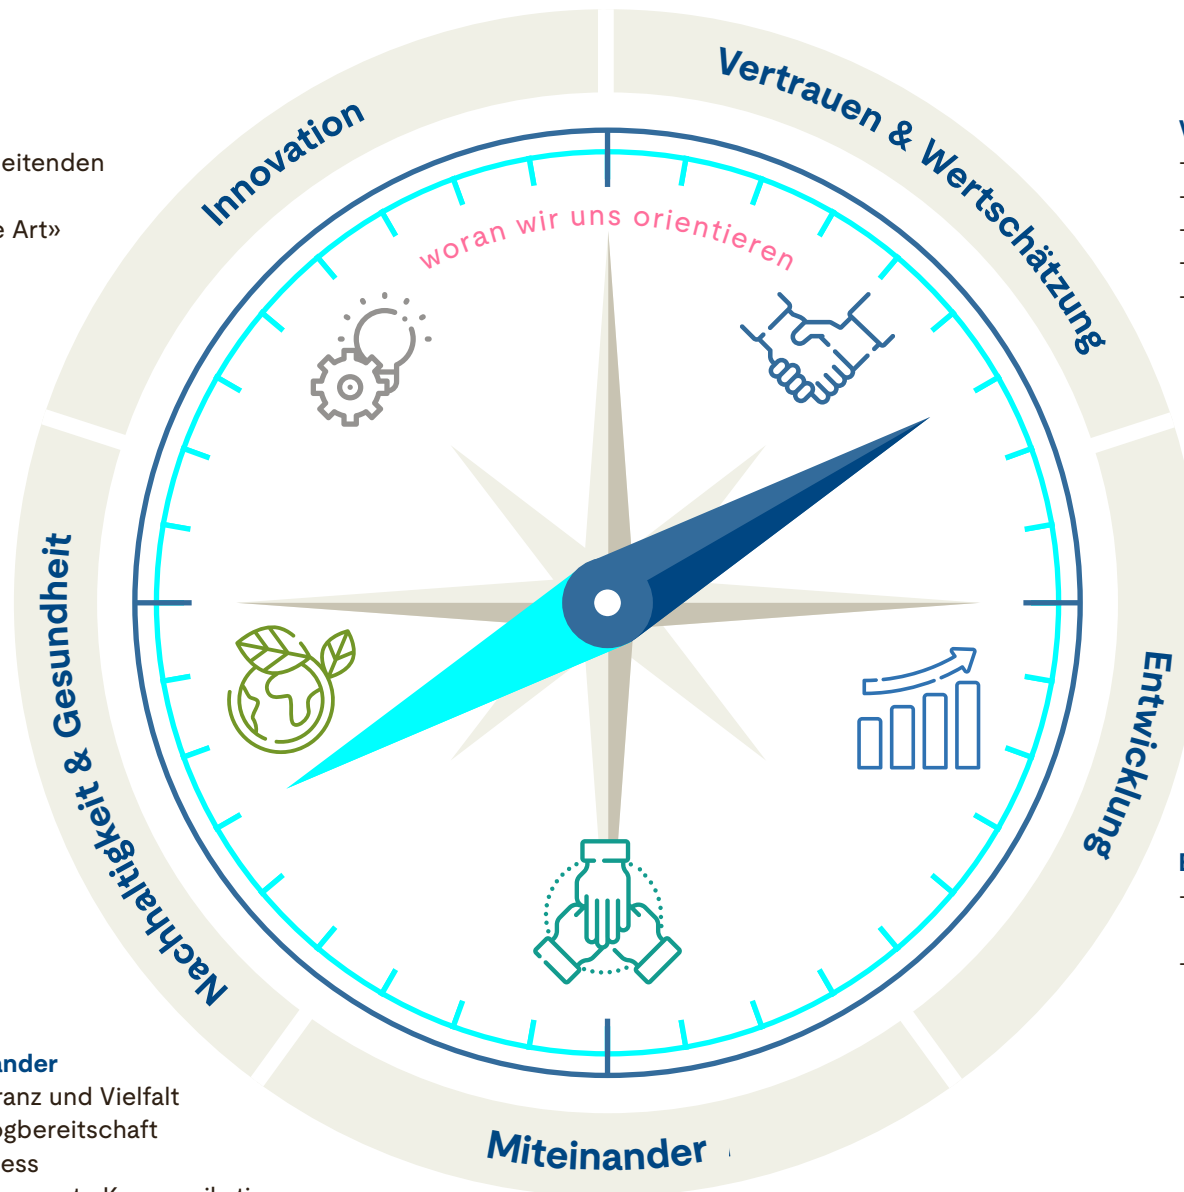 Vertrauen & Wertschätzung
Innovation
eitenden
e Art»
woran wir uns orientieren
Nachhaltigkeit & Gesundheit
Entwicklung
ander
ranz und Vielfalt
ogbereitschaft
ess
Miteinander